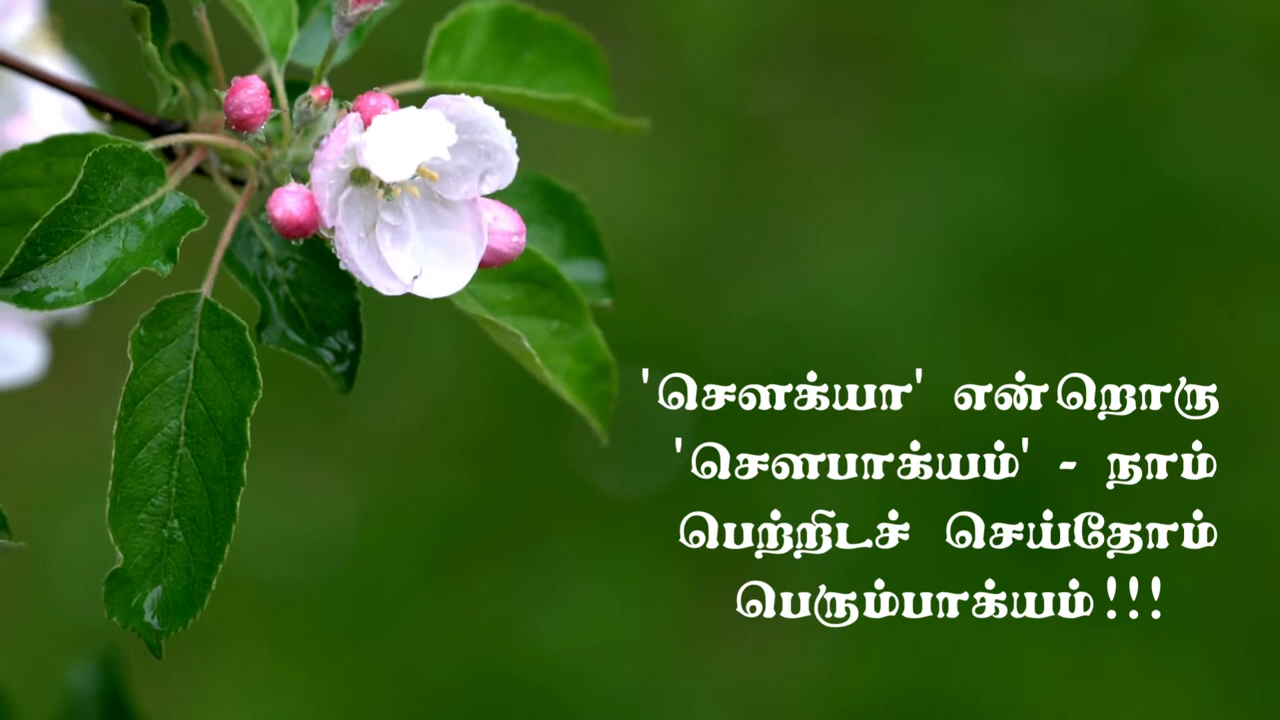 'சௌக்யா' என்றொரு
'சௌபாக்யம்' - நாம்
பெற்றிடச் செய்தோம்
பெரும்பாக்யம்!!!